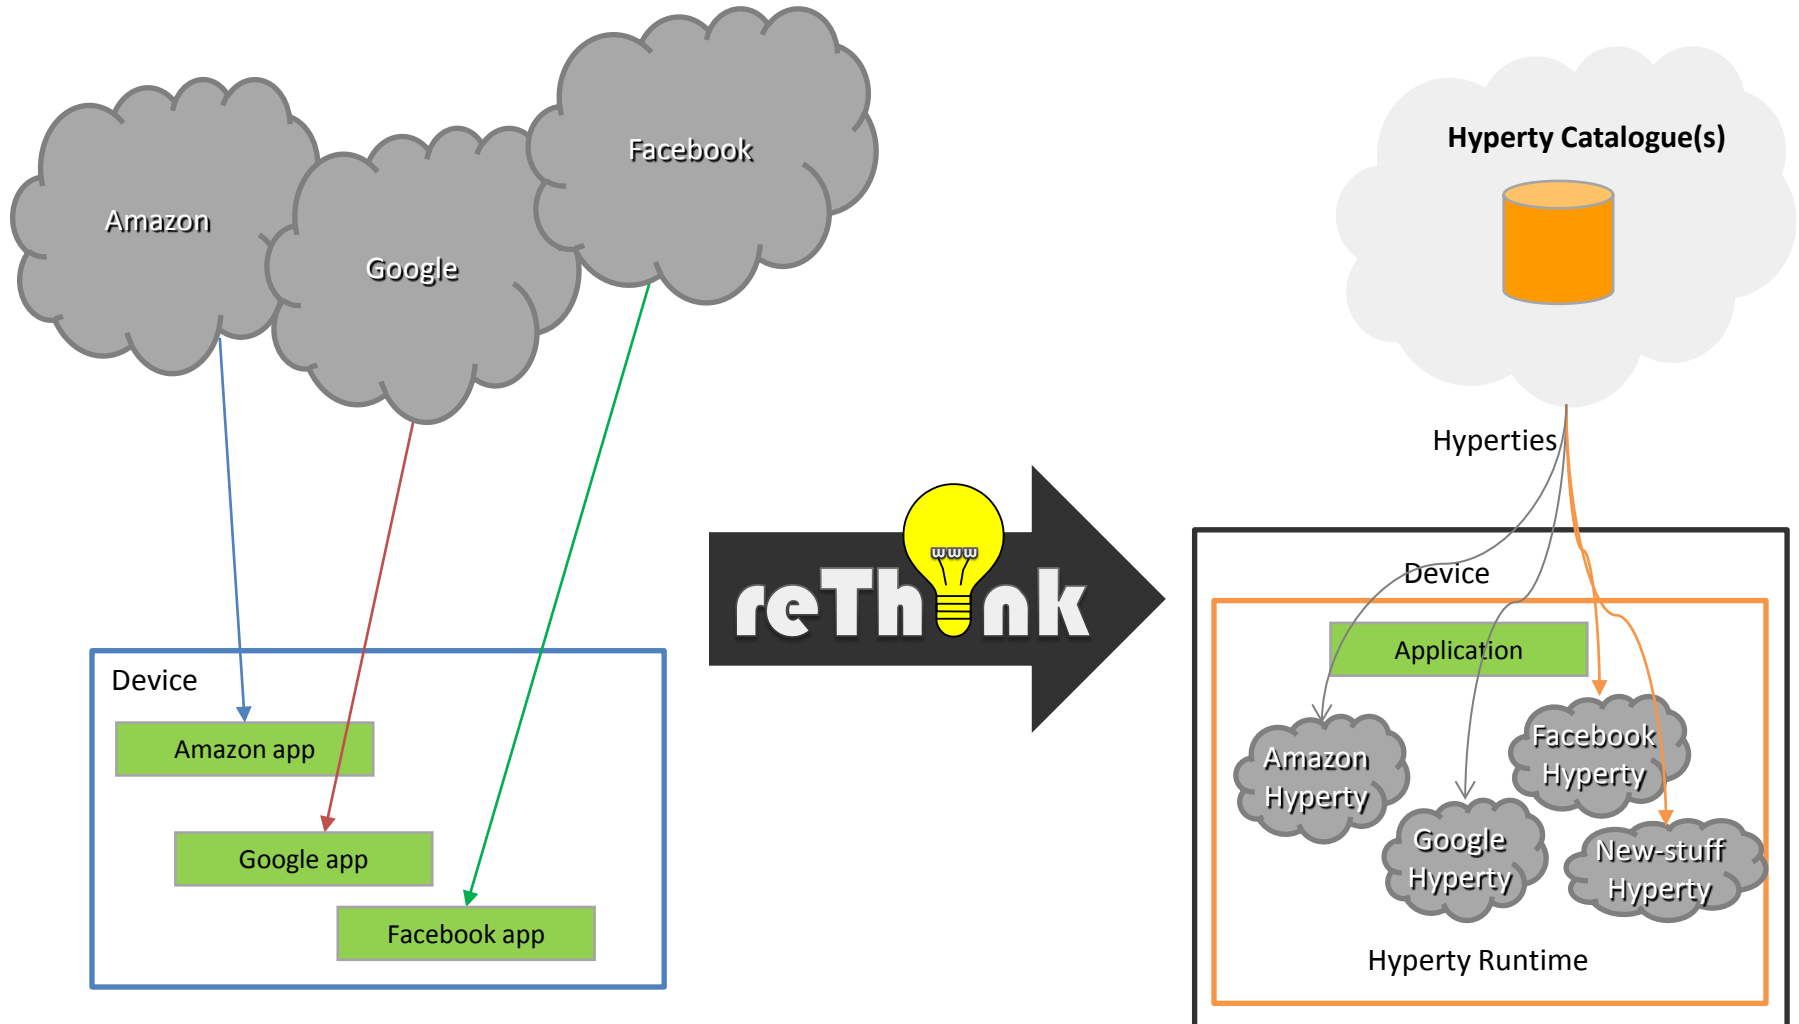 Facebook
Amazon
Google
Device
Amazon app
Google app
Facebook app
www
reThink
Hyperty Catalogue(s)
Hyperties
Device
Application
Facebook
Hyperty
Amazon
Hyperty
Google
Hyperty
New-stuff
Hyperty
Hyperty Runtime